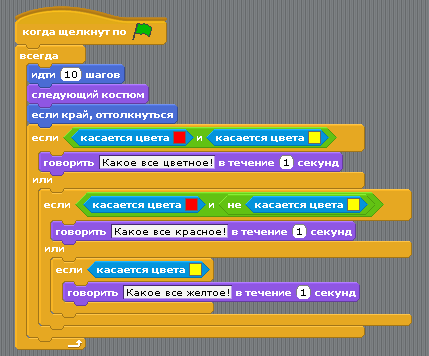 когда щелкнут по
всегда
идти 10 шагов
следующий костюм
если край, оттолкнуться
если касается цвета и касается цвета
говорить Какое все цветное! в течение 1 секунд
или
если касается цвета и не касается цвета
говорить Какое все красное! в течение 1 секунд
или
если касается цвета
говорить Какое все желтое! в течение 1 секунд